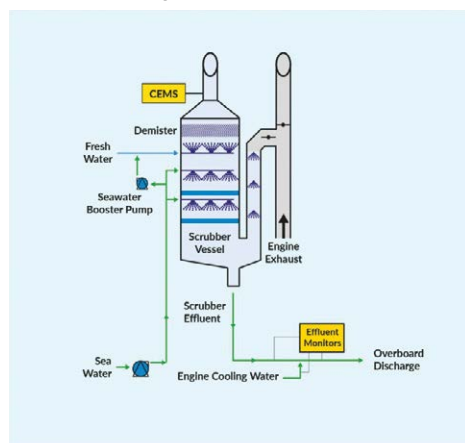 CEMS
Demister
Fresh
Water
Seawater
Booster Pump
Scrubber
Vessel
Engine
Exhaust
Scrubber
Effluent
Effluent
Monitors
Sea
Water
Engine Cooling Water
Overboard
Discharge